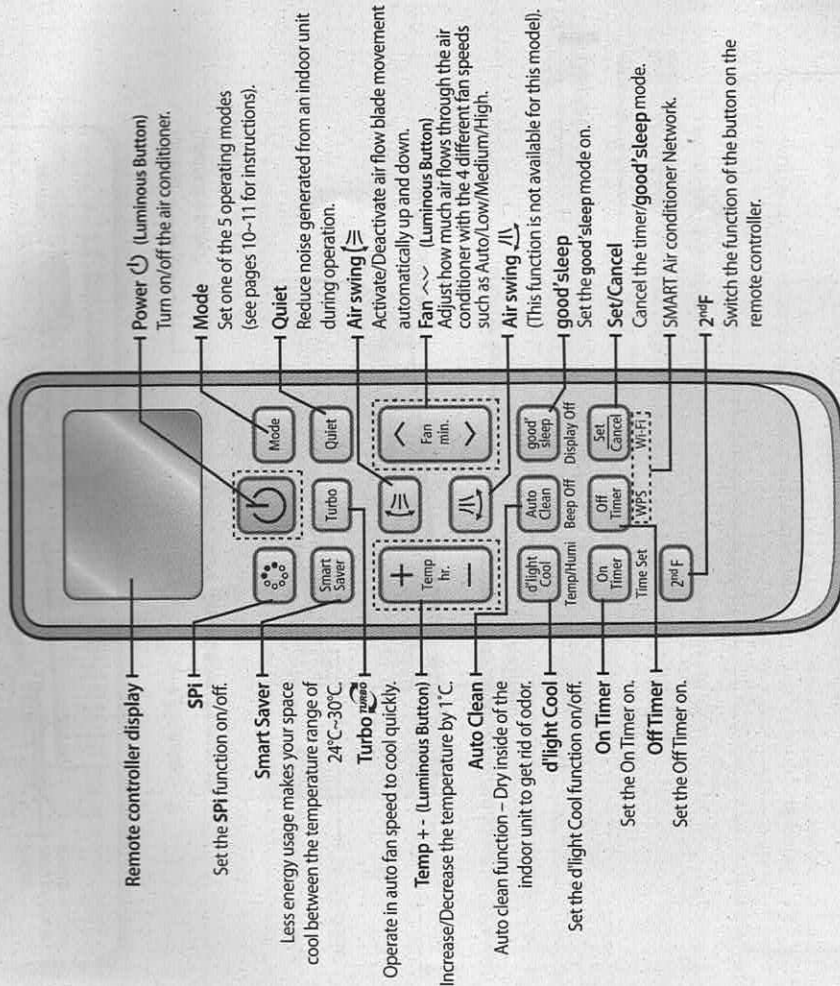 Remote controller display
SPi
Set the SPi function on/off.
Smart Saver
Less energy usage makes your space
cool between the temperature range of
24°C~30°C.
Turbo TURBO
Operate in auto fan speed to cool quickly.
Temp + - (Luminous Button)
Increase/Decrease the temperature by 1°C.
Auto Clean
Auto clean function – Dry inside of the
indoor unit to get rid of odor.
d'light Cool
Set the d'light Cool function on/off.
On Timer
Set the On Timer on.
Off Timer
Set the Off Timer on.
Mode
Smart
Saver
Turbo
Quiet
+
Temp
hr.
—
Fan
min.
d'light
Cool
Auto
Clean
good'
sleep
Temp/Humi
Beep Off
Display Off
On
Timer
Off
Timer
Set
Cancel
Time Set
WPS
Wi-Fi
2ndF
Power (Luminous Button)
Turn on/off the air conditioner.
Mode
Set one of the 5 operating modes
(see pages 10~11 for instructions).
Quiet
Reduce noise generated from an indoor unit
during operation.
Air swing
Activate/Deactivate air flow blade movement
automatically up and down.
Fan (Luminous Button)
Adjust how much air flows through the air
conditioner with the 4 different fan speeds
such as Auto/Low/Medium/High.
Air swing
(This function is not available for this model).
good'sleep
Set the good'sleep mode on.
Set/Cancel
Cancel the timer/good'sleep mode.
SMART Air conditioner Network.
2ndF
Switch the function of the button on the
remote controller.